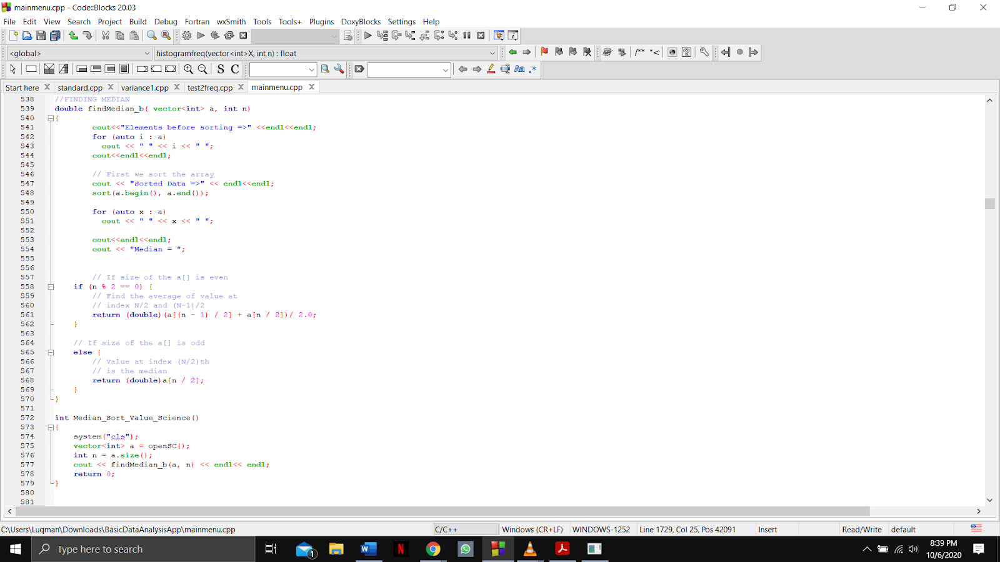 mainmenu.cpp - Code::Blocks 20.03
File Edit View Search Project Build Debug Fortran wxSmith Tools Tools+ Plugins DoxyBlocks Settings Help
<global> histogramfreq(vector<int>X, int n) : float /** *<
S C Aa .*
Start here standard.cpp variance1.cpp test2freq.cpp mainmenu.cpp
538 //FINDING MEDIAN
539 double findMedian_b( vector<int> a, int n)
540 {
541 cout<<"Elements before sorting =>" <<endl<<endl;
542 for (auto i : a)
543 cout << " " << i << " ";
544 cout<<endl<<endl;
545
546 // First we sort the array
547 cout << "Sorted Data =>" << endl<<endl;
548 sort(a.begin(), a.end());
549
550 for (auto x : a)
551 cout << " " << x << " ";
552
553 cout<<endl<<endl;
554 cout << "Median = ";
555
556
557 // If size of the a[] is even
558 if (n % 2 == 0) {
559 // Find the average of value at
560 // index N/2 and (N-1)/2
561 return (double)(a[(n - 1) / 2] + a[n / 2])/ 2.0;
562 }
563
564 // If size of the a[] is odd
565 else {
566 // Value at index (N/2)th
567 // is the median
568 return (double)a[n / 2];
569 }
570 }
571
572 int Median_Sort_Value_Science()
573 {
574 system("cls");
575 vector<int> a = openSC();
576 int n = a.size();
577 cout << findMedian_b(a, n) << endl<< endl;
578 return 0;
579 }
580
581
C:\Users\Luqman\Downloads\BasicDataAnalysisApp\mainmenu.cpp C/C++ Windows (CR+LF) WINDOWS-1252 Line 1729, Col 25, Pos 42091 Insert Read/Write default
Type here to search 1 W N 8:39 PM
10/6/2020